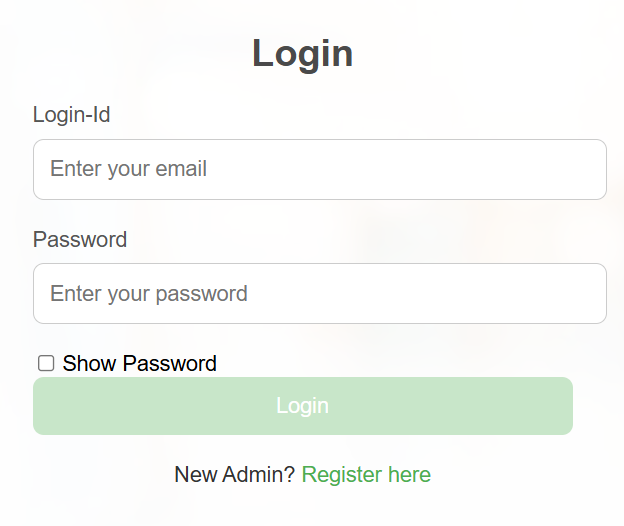 Login
Login-Id
Enter your email
Password
Enter your password
Show Password
Login
New Admin? Register here